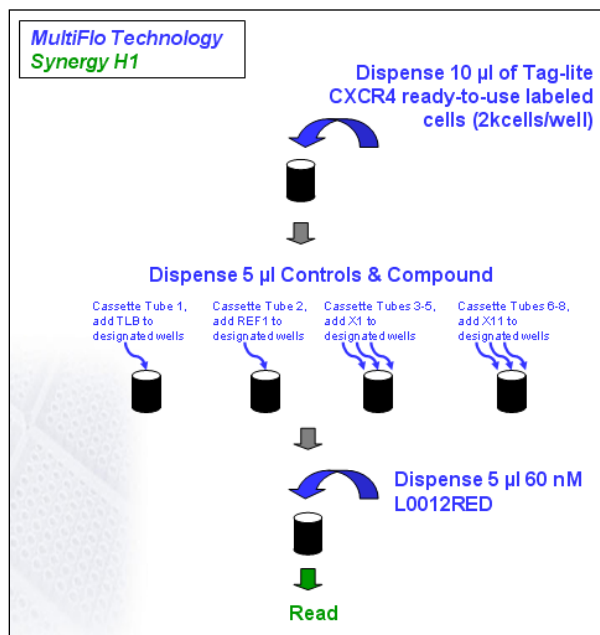 MultiFlo Technology
Synergy H1
Dispense 10 µl of Tag-lite
CXCR4 ready-to-use labeled
cells (2kcells/well)
Dispense 5 µl Controls & Compound
Cassette Tube 1,
add TLB to
designated wells
Cassette Tube 2,
add REF1 to
designated wells
Cassette Tubes 3-5,
add X1 to
designated wells
Cassette Tubes 6-8,
add X11 to
designated wells
Dispense 5 µl 60 nM
L0012RED
Read